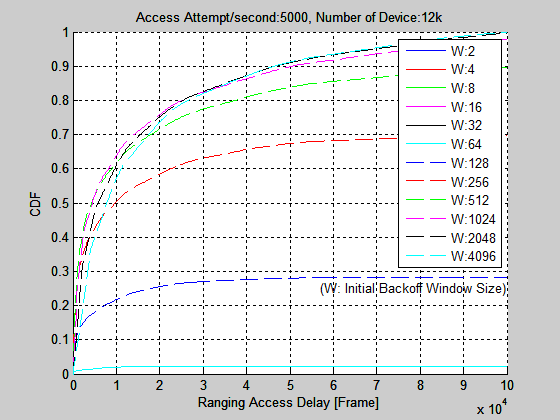 Access Attempt/second:5000, Number of Device:12k
1
0.9
0.8
0.7
0.6
0.5
0.4
0.3
0.2
0.1
0
CDF
W:2
W:4
W:8
W:16
W:32
W:64
W:128
W:256
W:512
W:1024
W:2048
W:4096
(W: Initial Backoff Window Size)
0 1 2 3 4 5 6 7 8 9 10
Ranging Access Delay [Frame]
x 10^4